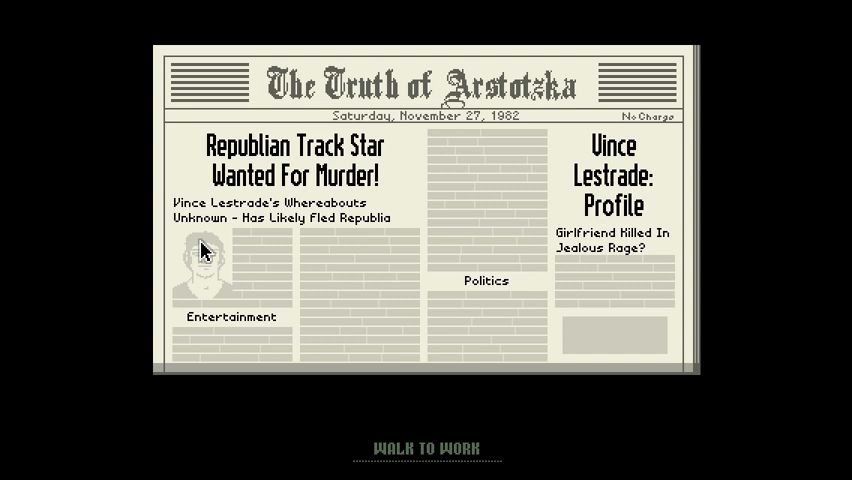 The Truth of Arstotzka
Saturday, November 27, 1982
No Charge
Republian Track Star
Wanted For Murder!
Vince Lestrade's Whereabouts
Unknown - Has Likely Fled Republia
Entertainment
Politics
Vince
Lestrade:
Profile
Girlfriend Killed In
Jealous Rage?
WALK TO WORK